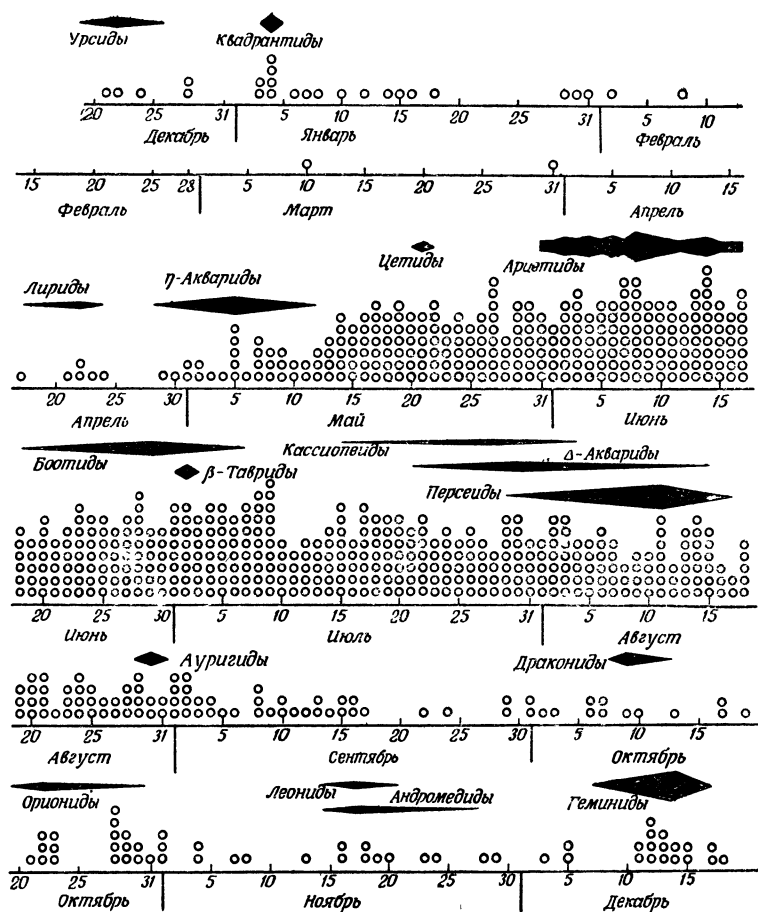 Урсиды Квадрантиды
20 25 31 5 10 15 20 25 31 5 10
Декабрь Январь Февраль
15 20 25 28 5 10 15 20 25 31 5 10 15
Февраль Март Апрель
Цетиды Ариетиды
Лириды η-Аквариды
20 25 30 5 10 15 20 25 31 5 10 15
Апрель Май Июнь
Боотиды Кассиопеиды Δ-Аквариды
β-Тавриды Персеиды
20 25 30 5 10 15 20 25 31 5 10 15
Июнь Июль Август
Ауригиды Дракониды
20 25 31 5 10 15 20 25 30 5 10 15
Август Сентябрь Октябрь
Ориониды Леониды Андромедиды Геминиды
20 25 31 5 10 15 20 25 30 5 10 15
Октябрь Ноябрь Декабрь